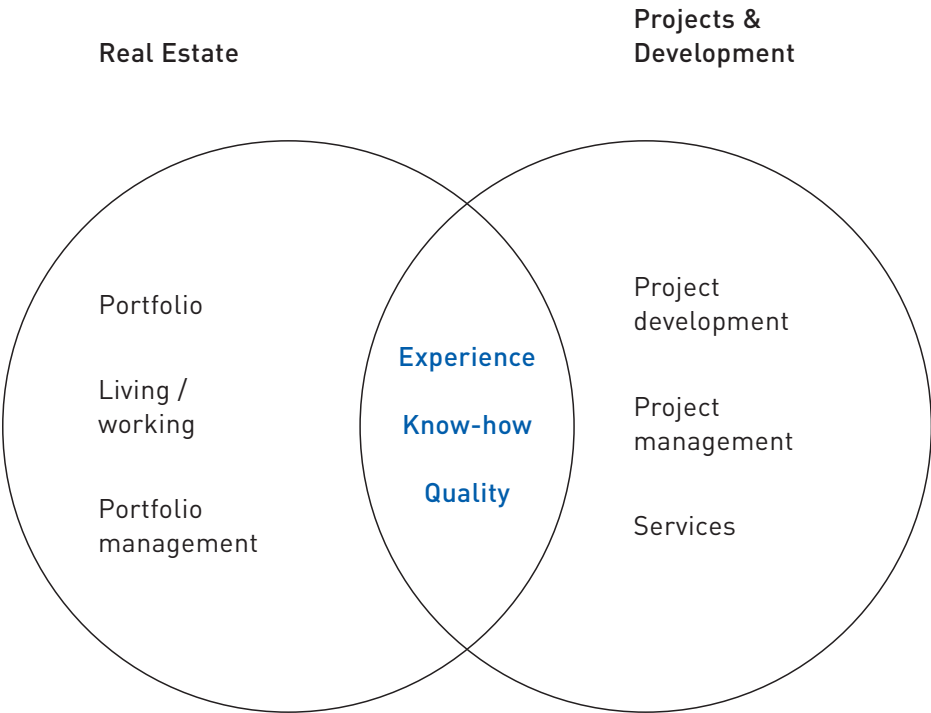 Real Estate
Projects &
Development
Portfolio
Living /
working
Portfolio
management
Experience
Know-how
Quality
Project
development
Project
management
Services